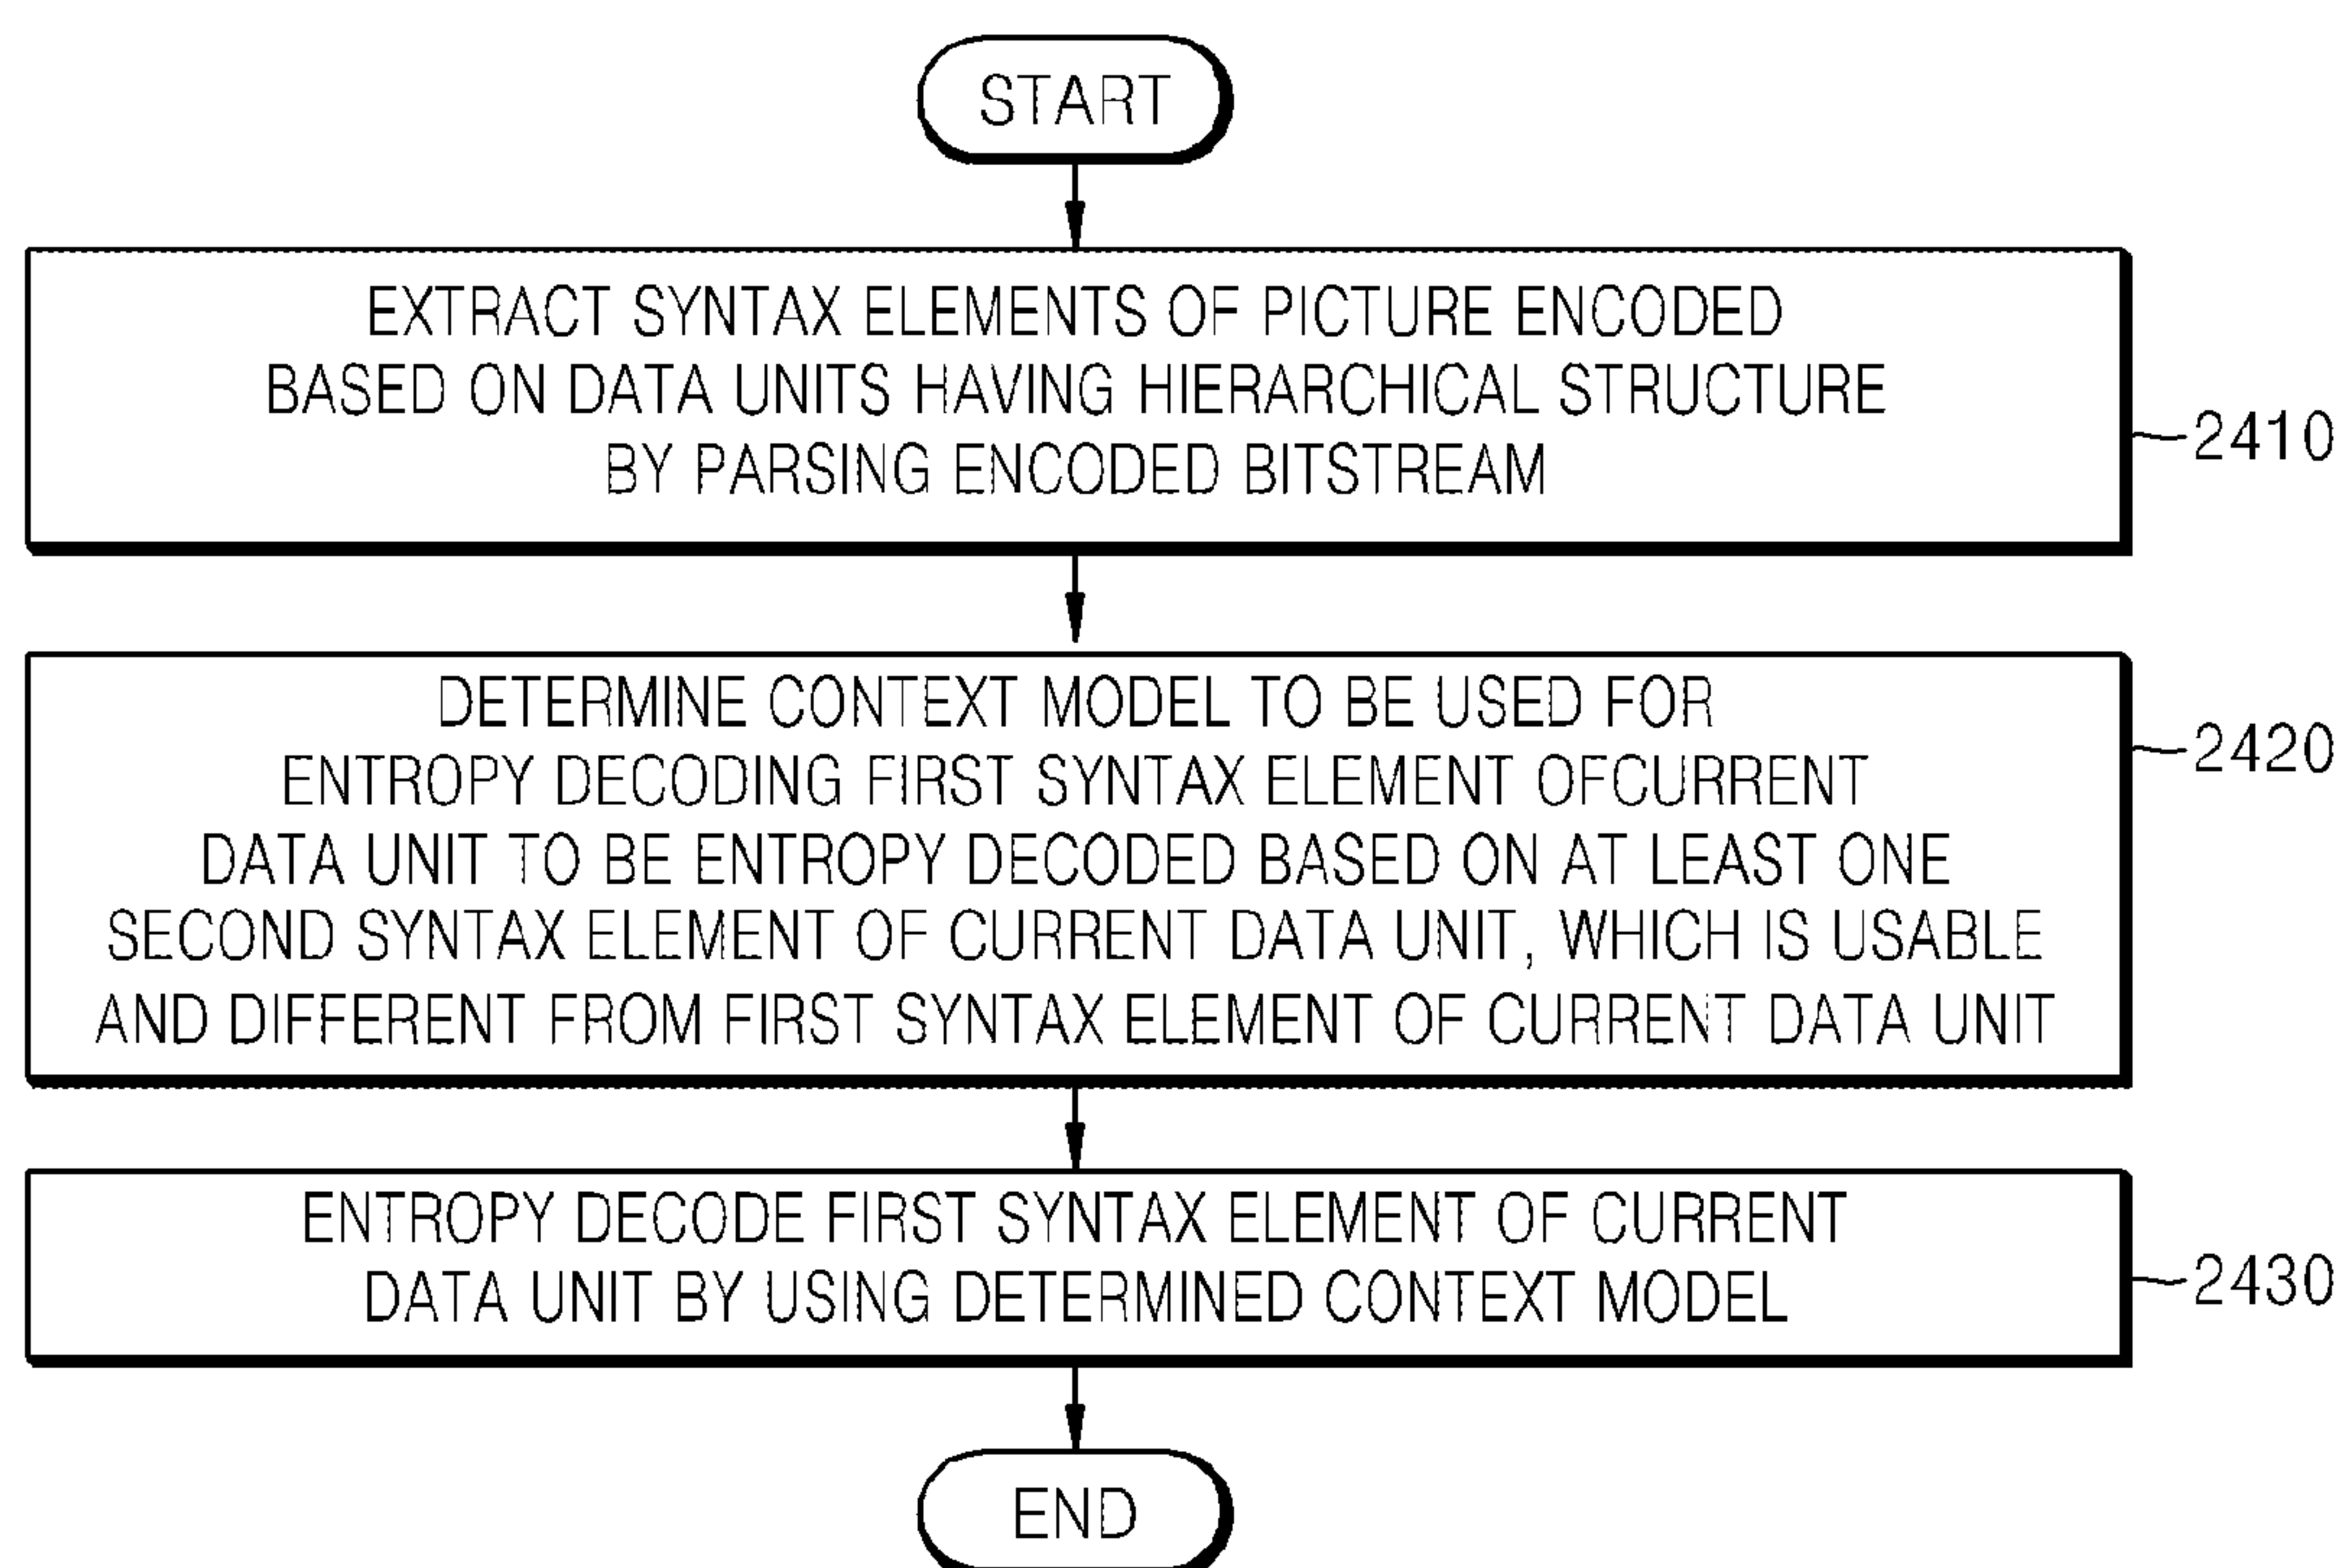 START
EXTRACT SYNTAX ELEMENTS OF PICTURE ENCODED
BASED ON DATA UNITS HAVING HIERARCHICAL STRUCTURE
BY PARSING ENCODED BITSTREAM
2410
DETERMINE CONTEXT MODEL TO BE USED FOR
ENTROPY DECODING FIRST SYNTAX ELEMENT OFCURRENT
DATA UNIT TO BE ENTROPY DECODED BASED ON AT LEAST ONE
SECOND SYNTAX ELEMENT OF CURRENT DATA UNIT, WHICH IS USABLE
AND DIFFERENT FROM FIRST SYNTAX ELEMENT OF CURRENT DATA UNIT
2420
ENTROPY DECODE FIRST SYNTAX ELEMENT OF CURRENT
DATA UNIT BY USING DETERMNED CONTEXT MODEL
2430
END